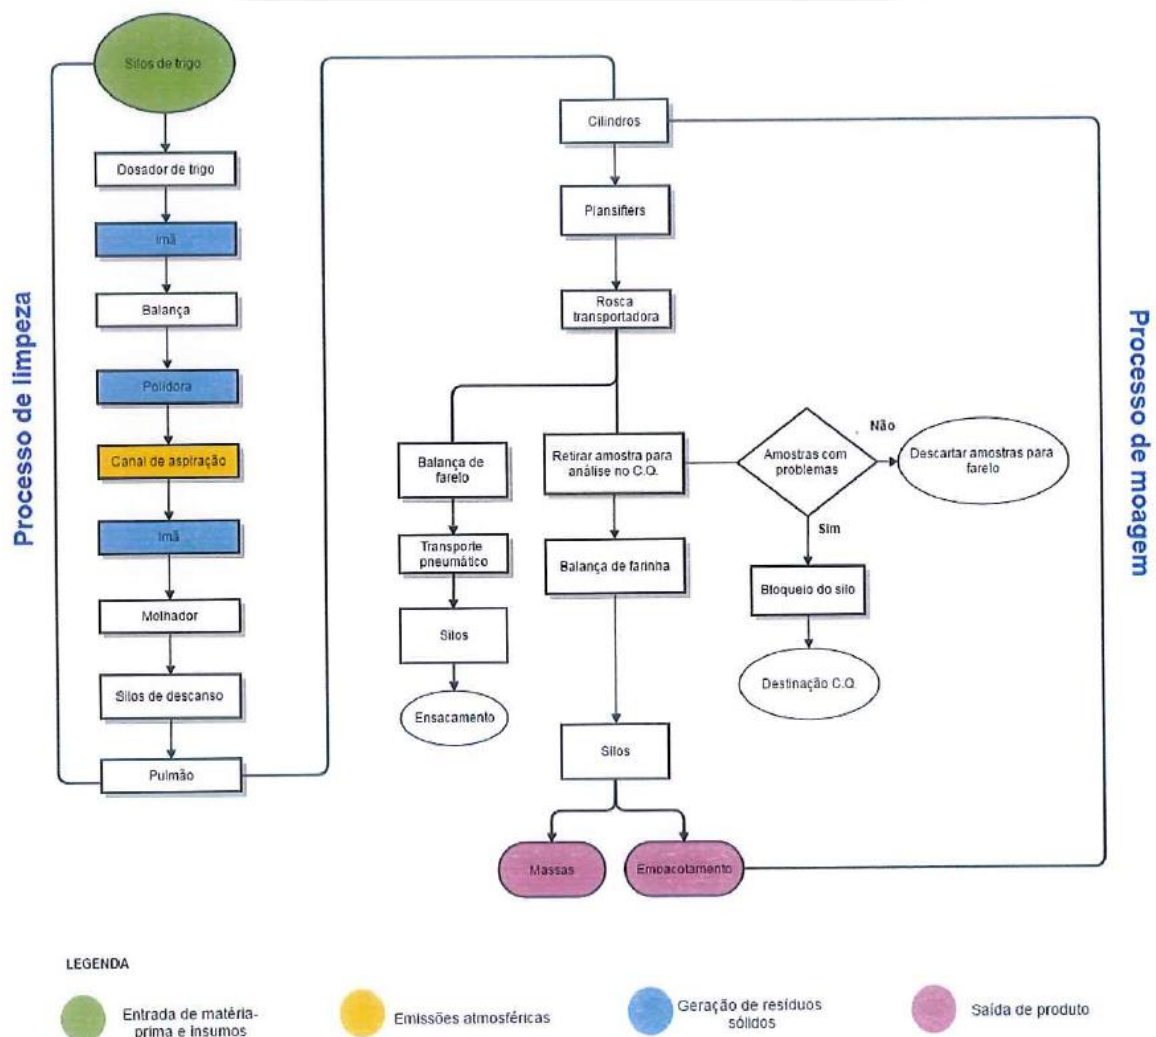 Processo de limpeza
Silos de trigo
Dosador de trigo
Imã
Balança
Polidora
Canal de aspiração
Imã
Molhador
Silos de descanso
Pulmão
Processo de moagem
Cilindros
Plansifters
Rosca
transportadora
Balança de
farelo
Transporte
pneumático
Silos
Ensacamento
Retirar amostra para
análise no C.Q.
Balança de farinha
Silos
Massas
Empacotamento
Amostras com
problemas
Não
Descartar amostras para
farelo
Sim
Bloqueio do silo
Destinação C.Q.
LEGENDA
Entrada de matéria-
prima e insumos
Emissões atmosféricas
Geração de resíduos
sólidos
Saída de produto